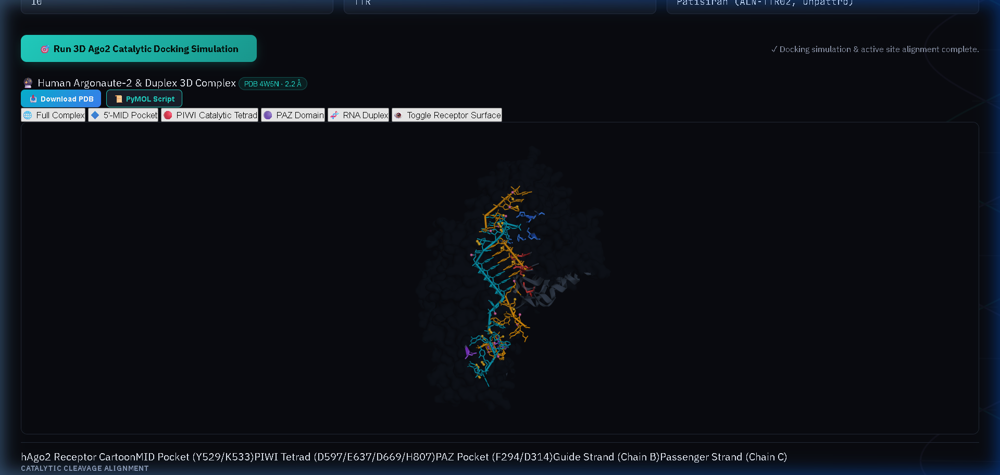 10
TTR
Patisiran (ALN-TTR02, Onpattro)
Run 3D Ago2 Catalytic Docking Simulation
✓ Docking simulation & active site alignment complete.
Human Argonaute-2 & Duplex 3D Complex PDB 4W5N · 2.2 Å
Download PDB PyMOL Script
Full Complex 5'-MID Pocket PIWI Catalytic Tetrad PAZ Domain RNA Duplex Toggle Receptor Surface
hAgo2 Receptor CartoonMID Pocket (Y529/K533)PIWI Tetrad (D597/E637/D669/H807)PAZ Pocket (F294/D314)Guide Strand (Chain B)Passenger Strand (Chain C)
CATALYTIC CLEAVAGE ALIGNMENT